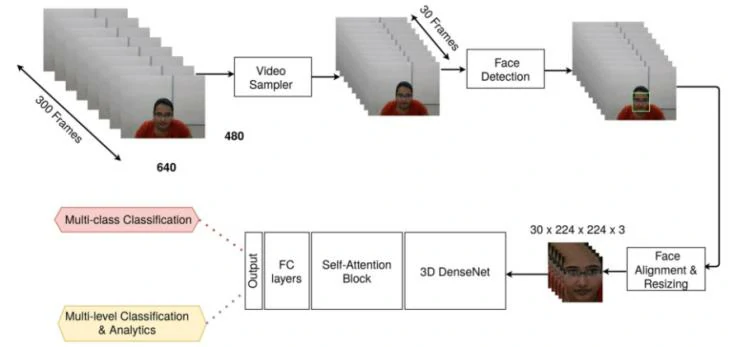 300 Frames
640
480
Video
Sampler
30 Frames
Face
Detection
Multi-class Classification
Multi-level Classification
& Analytics
Output
FC
layers
Self-Attention
Block
3D DenseNet
30 x 224 x 224 x 3
Face
Alignment &
Resizing